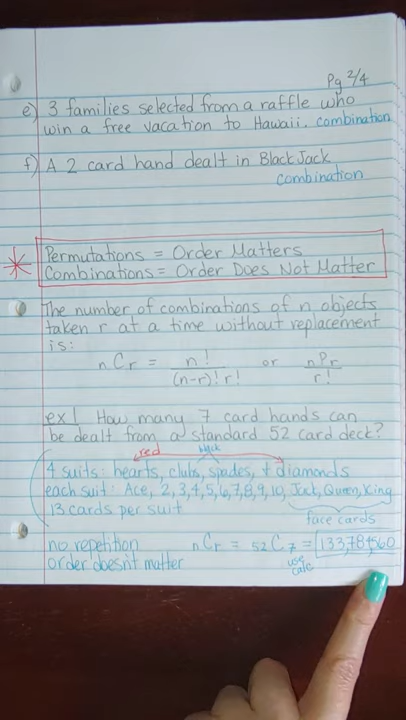 Pg 2/4
e) 3 families selected from a raffle who
win a free vacation to Hawaii. combination
f) A 2 card hand dealt in BlackJack
combination
* Permutations = Order Matters
Combinations = Order Does Not Matter
The number of combinations of n objects
taken r at a time without replacement
is:
nCr = n!/(n-r)!r! or nPr/r!
ex! How many 7 card hands can
be dealt from a standard 52 card deck?
red black
4 suits: hearts, clubs, spades, + diamonds
each suit: Ace, 2,3,4,5,6,7,8,9,10, Jack, Queen, King
13 cards per suit
face cards
no repetition nCr = 52C7 = 133,784,560
order doesn't matter
use
calc